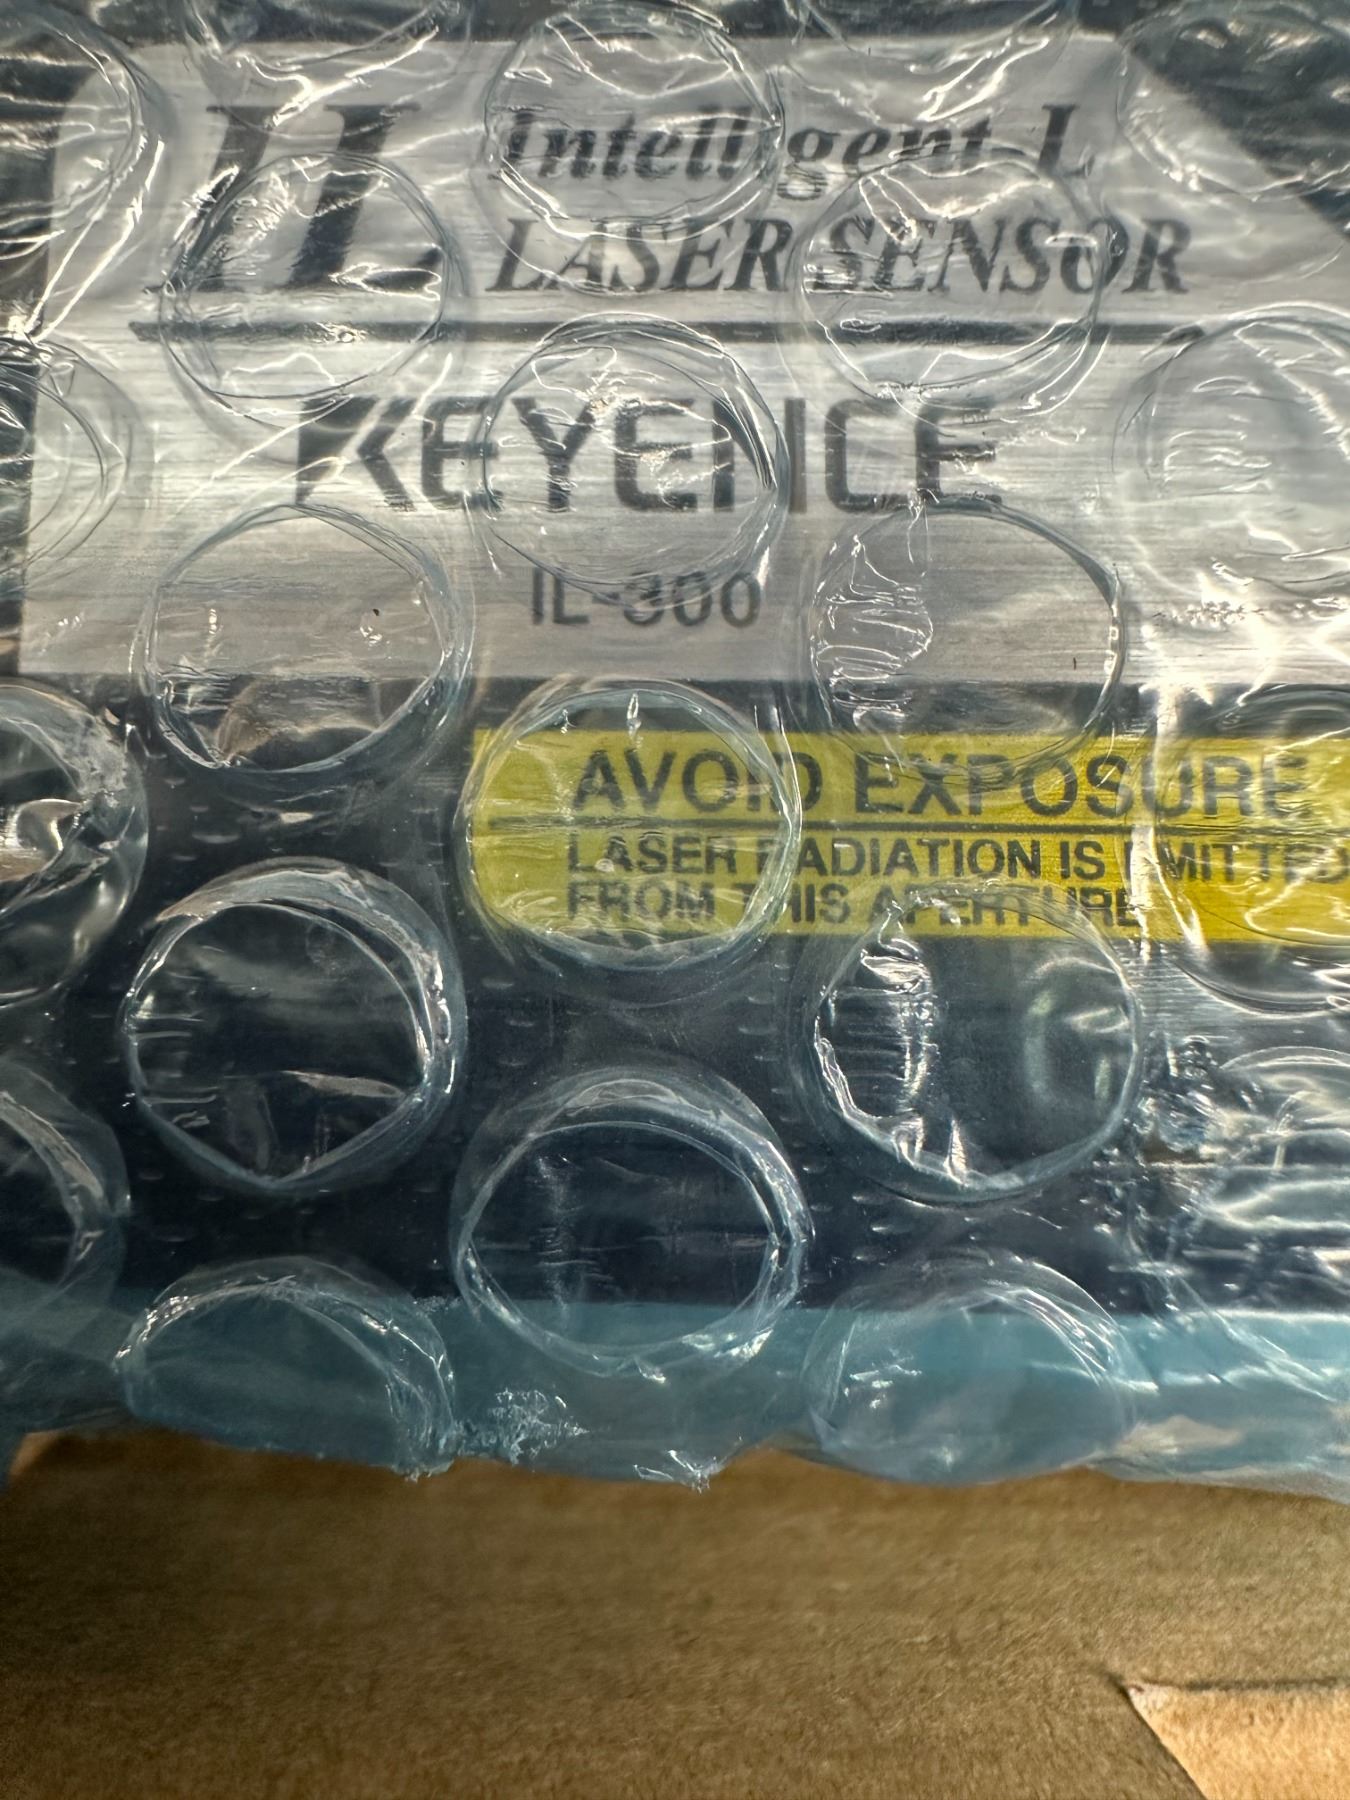 IL Intelligent-L
LASER SENSOR
KEYENCE
IL-300
AVOID EXPOSURE
LASER RADIATION IS EMITTED
FROM THIS APERTURE